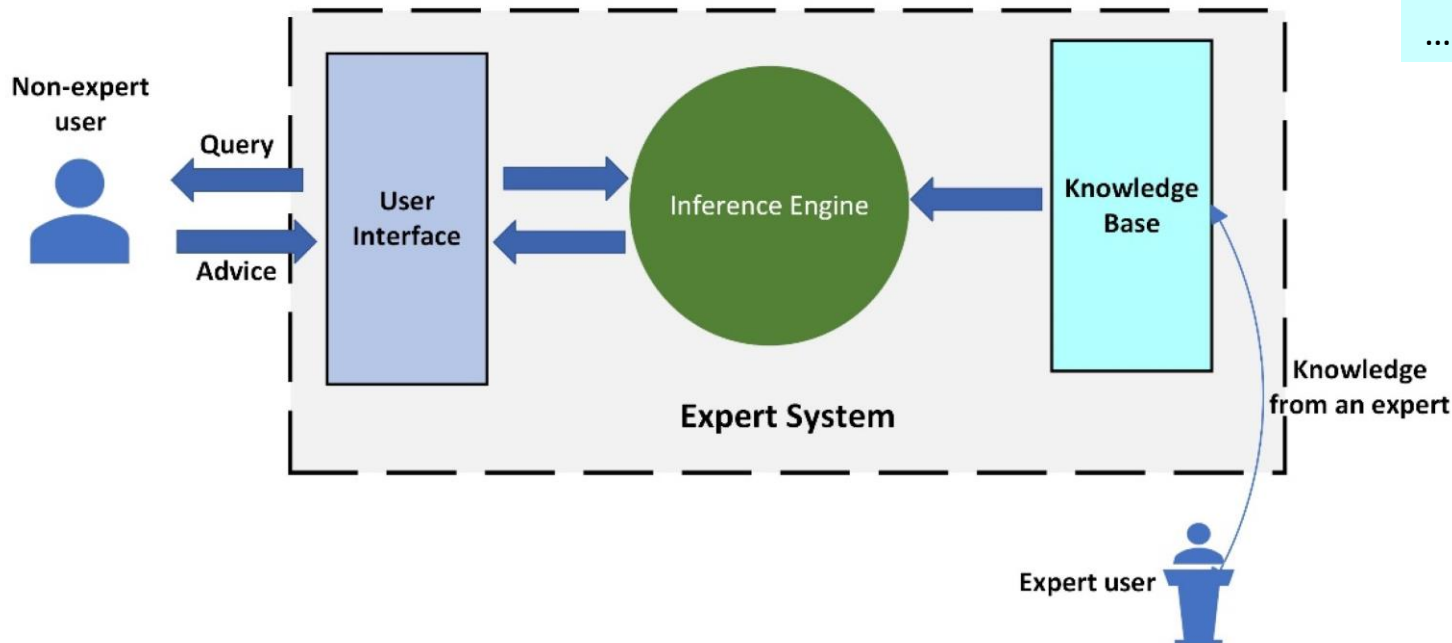 ...
Non-expert
user
Query
Advice
User
Interface
Inference Engine
Knowledge
Base
Expert System
Knowledge
from an expert
Expert user